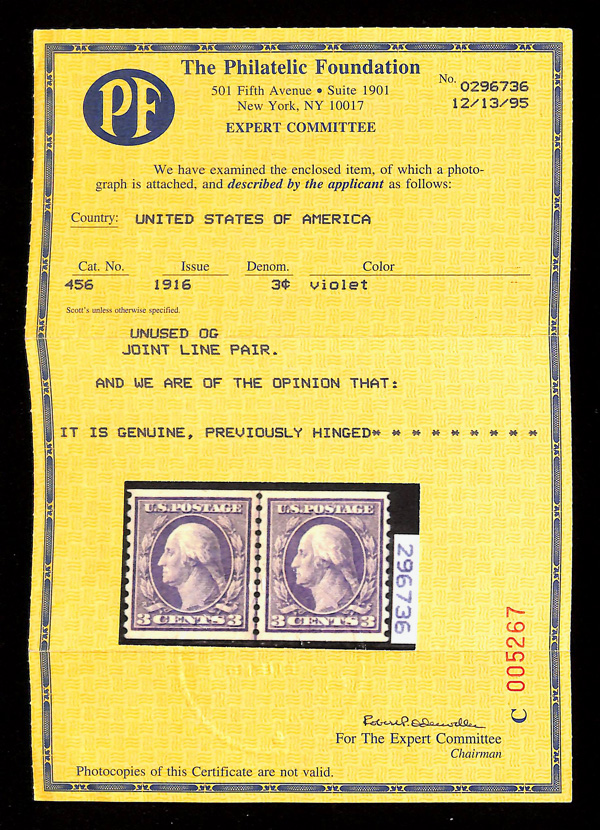 PF
The Philatelic Foundation
501 Fifth Avenue • Suite 1901
New York, NY 10017
EXPERT COMMITTEE
No. 0296736
12/13/95
We have examined the enclosed item, of which a photo-
graph is attached, and described by the applicant as follows:
Country: UNITED STATES OF AMERICA
Cat. No. Issue Denom. Color
456 1916 3¢ violet
Scott's unless otherwise specified.
UNUSED OG
JOINT LINE PAIR.
AND WE ARE OF THE OPINION THAT:
IT IS GENUINE, PREVIOUSLY HINGED* * * * * * * * *
U.S. POSTAGE U.S. POSTAGE
3 CENTS 3 3 CENTS 3
296736
C 005267
For The Expert Committee
Chairman
Photocopies of this Certificate are not valid.